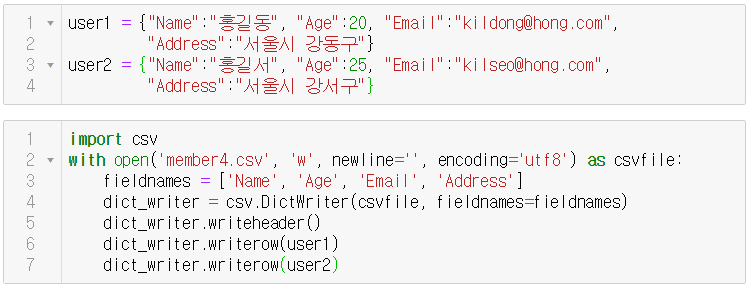 1 user1 = {"Name":"홍길동", "Age":20, "Email":"kildong@hong.com",
2 "Address":"서울시 강동구"}
3 user2 = {"Name":"홍길서", "Age":25, "Email":"kilseo@hong.com",
4 "Address":"서울시 강서구"}
1 import csv
2 with open('member4.csv', 'w', newline='', encoding='utf8') as csvfile:
3 fieldnames = ['Name', 'Age', 'Email', 'Address']
4 dict_writer = csv.DictWriter(csvfile, fieldnames=fieldnames)
5 dict_writer.writeheader()
6 dict_writer.writerow(user1)
7 dict_writer.writerow(user2)